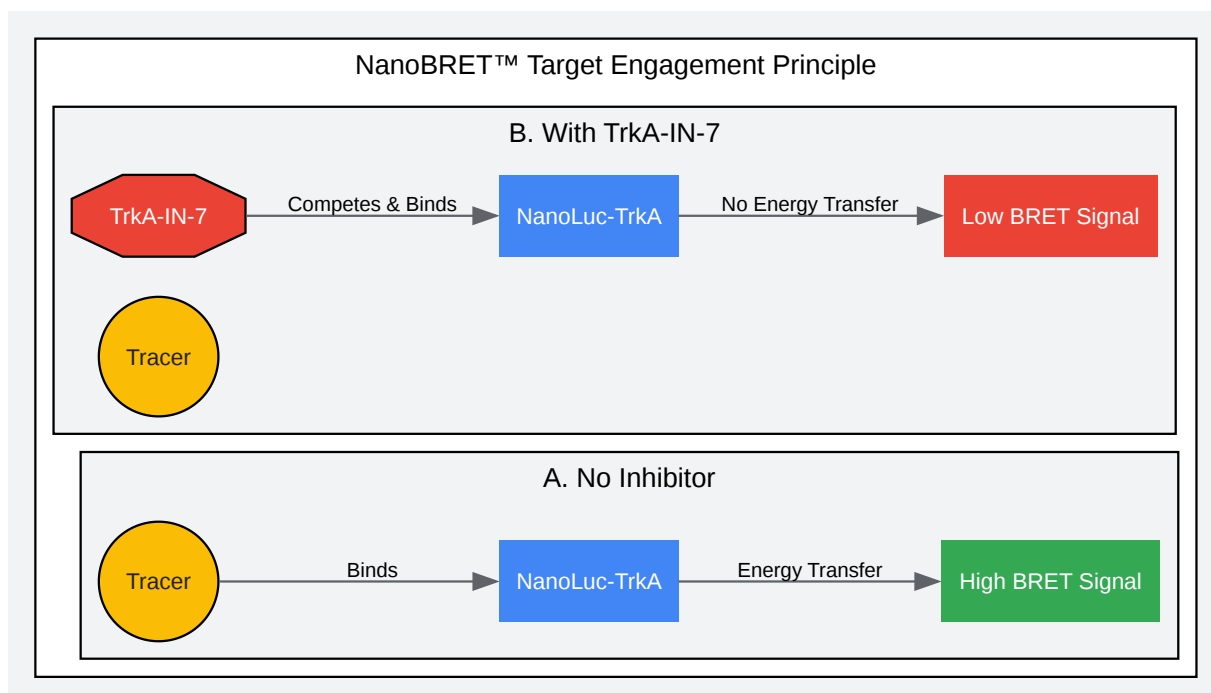 NanoBRET™ Target Engagement Principle
B. With TrkA-IN-7
TrkA-IN-7
Competes & Binds
NanoLuc-TrkA
No Energy Transfer
Low BRET Signal
Tracer
A. No Inhibitor
Tracer
Binds
NanoLuc-TrkA
Energy Transfer
High BRET Signal